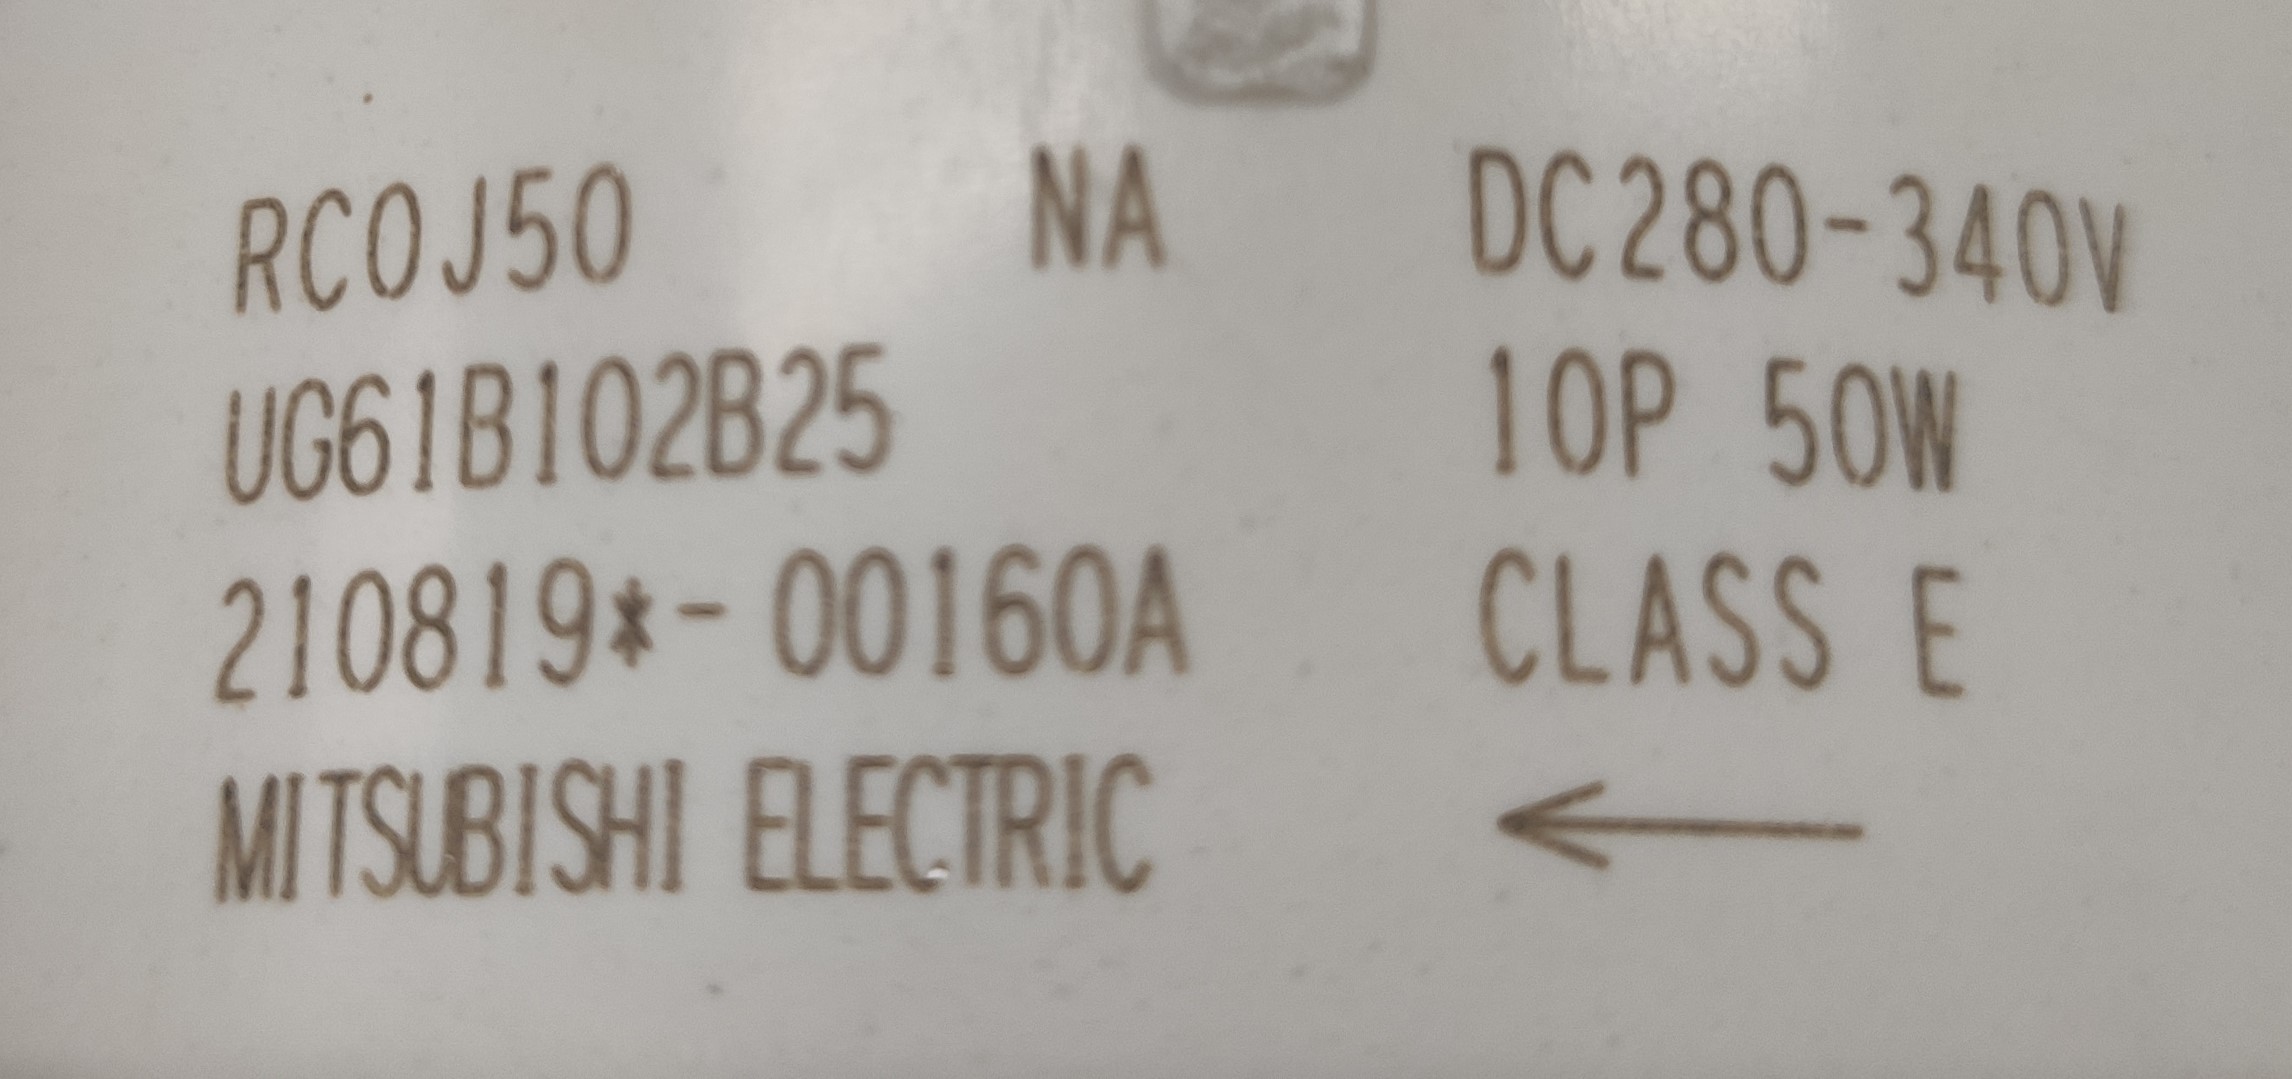 RC0J50 NA DC280-340V
UG61B102B25 10P 50W
210819*-00160A CLASS E
MITSUBISHI ELECTRIC ←